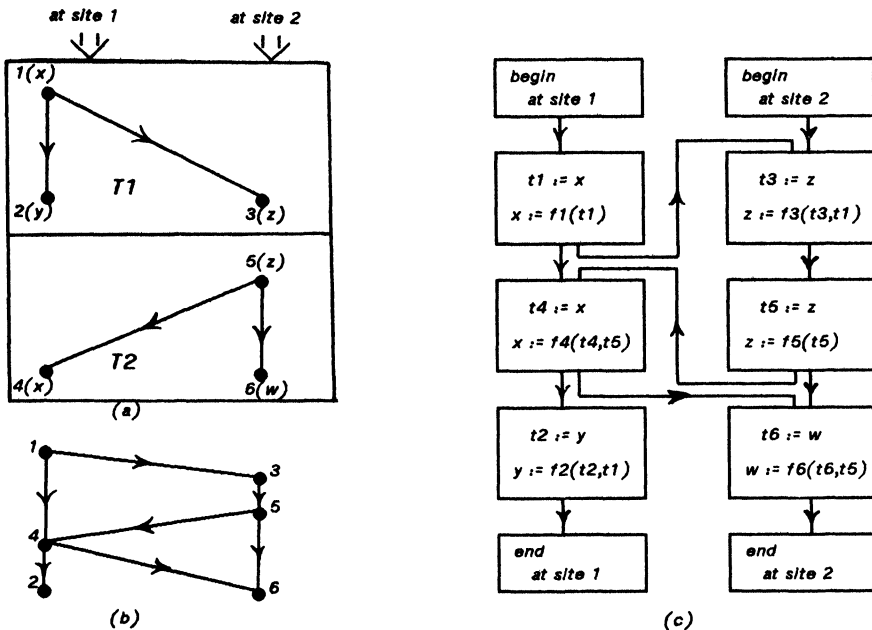 at site 1
at site 2
1(x)
T1
2(y)
3(z)
5(z)
T2
4(x)
6(w)
(a)
1
3
5
4
2
6
(b)
begin
at site 1
begin
at site 2
t1 := x
x := f1(t1)
t3 := z
z := f3(t3,t1)
t4 := x
x := f4(t4,t5)
t5 := z
z := f5(t5)
t2 := y
y := f2(t2,t1)
t6 := w
w := f6(t6,t5)
end
at site 1
end
at site 2
(c)